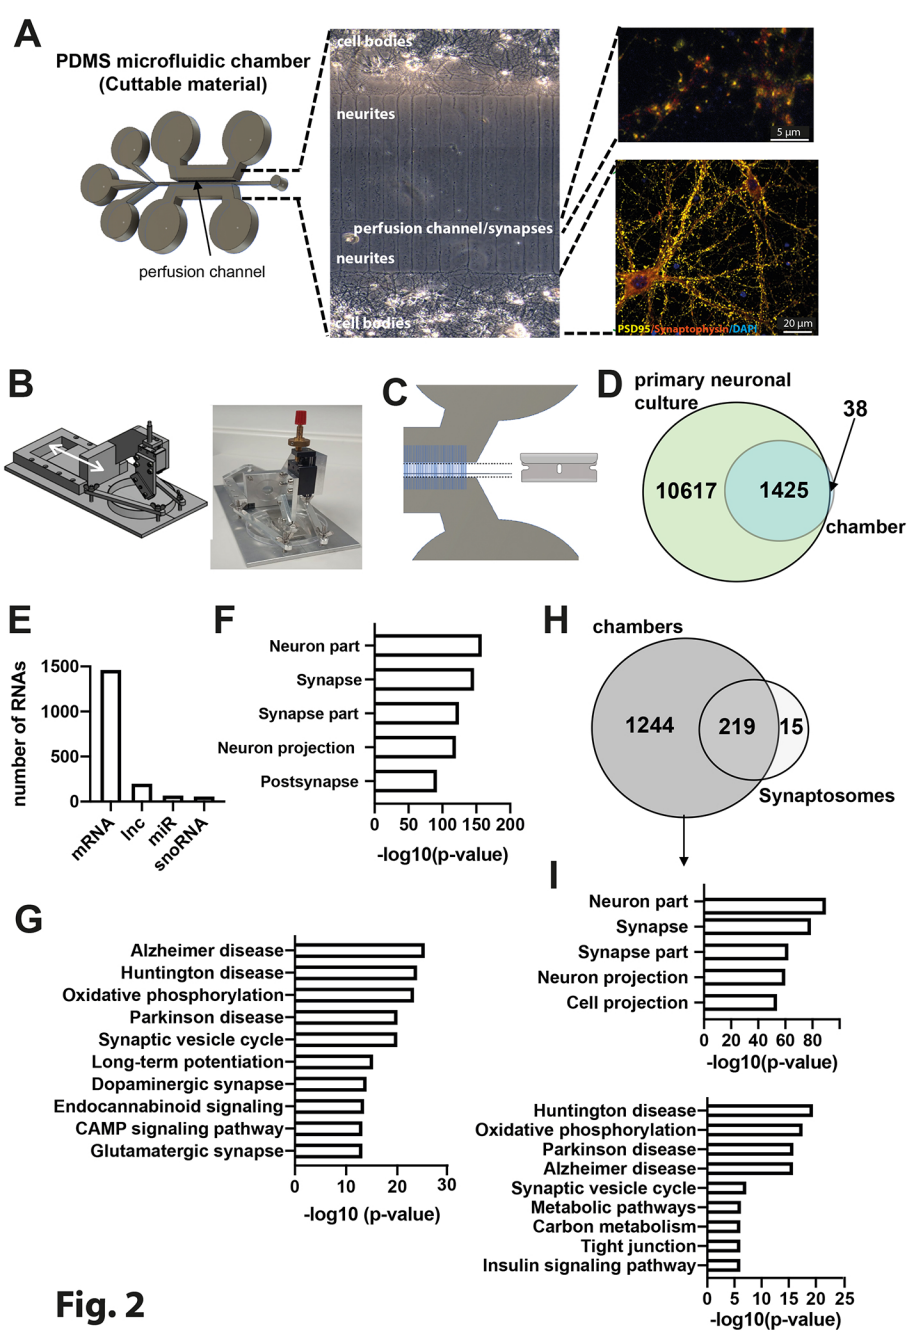 A
PDMS microfluidic chamber
(Cuttable material)
perfusion channel
cell bodies
neurites
perfusion channel/synapses
neurites
cell bodies
5 µm
PSD95/Synaptophysin/DAPI
20 µm
B
C
D
primary neuronal
culture
38
10617
1425
chamber
E
number of RNAs
1500
1000
500
0
mRNA
lnc
miR
snoRNA
F
Neuron part
Synapse
Synapse part
Neuron projection
Postsynapse
0 50 100 150 200
-log10(p-value)
H
chambers
1244
219
15
Synaptosomes
G
Alzheimer disease
Huntington disease
Oxidative phosphorylation
Parkinson disease
Synaptic vesicle cycle
Long-term potentiation
Dopaminergic synapse
Endocannabinoid signaling
CAMP signaling pathway
Glutamatergic synapse
0 10 20 30
-log10 (p-value)
I
Neuron part
Synapse
Synapse part
Neuron projection
Cell projection
0 20 40 60 80
-log10(p-value)
Huntington disease
Oxidative phosphorylation
Parkinson disease
Alzheimer disease
Synaptic vesicle cycle
Metabolic pathways
Carbon metabolism
Tight junction
Insulin signaling pathway
0 5 10 15 20 25
-log10(p-value)
Fig. 2